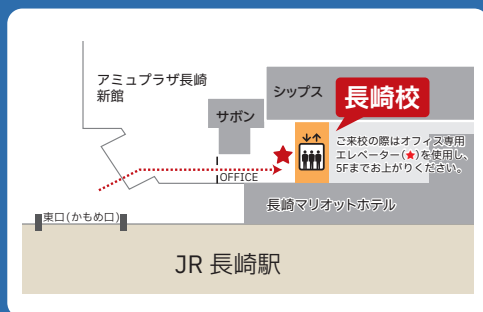 アミュプラザ長崎
新館
シップス
長崎校
サボン
ご来校の際はオフィス専用
エレベーター(★)を使用し、
5Fまでお上がりください。
OFFICE
長崎マリオットホテル
東口(かもめ口)
JR 長崎駅